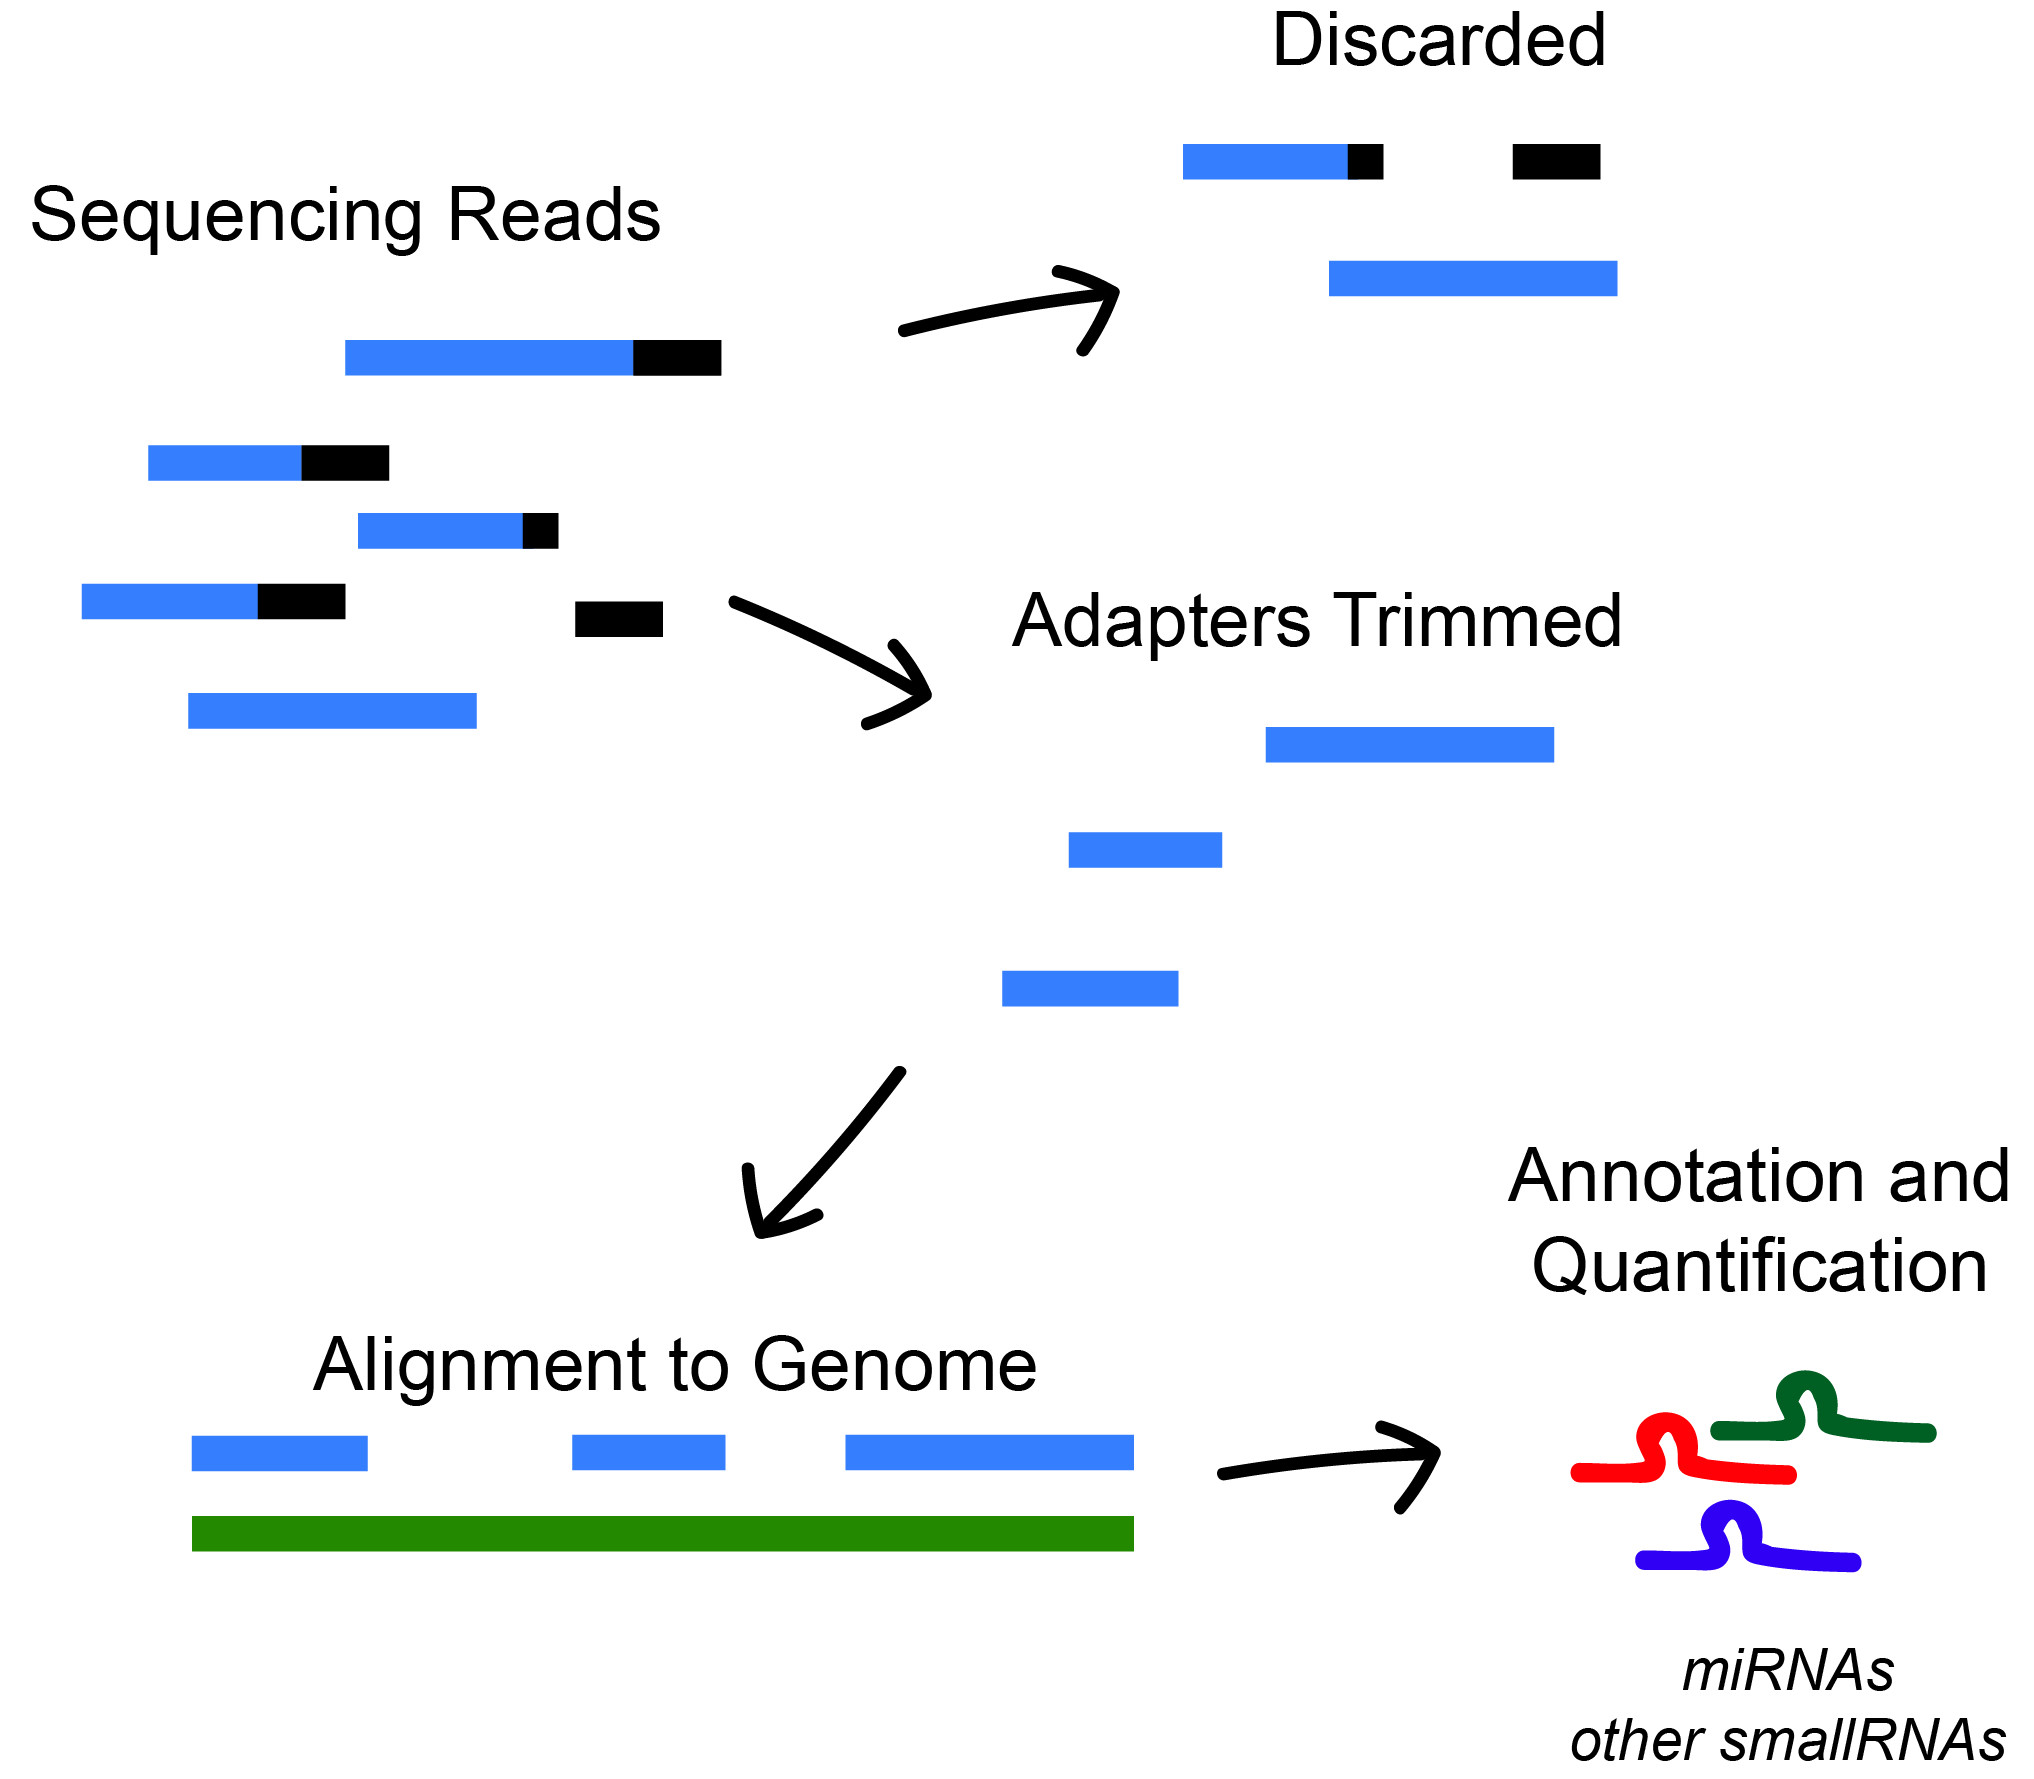 Discarded
Sequencing Reads
Adapters Trimmed
Annotation and
Quantification
Alignment to Genome
miRNAs
other smallRNAs